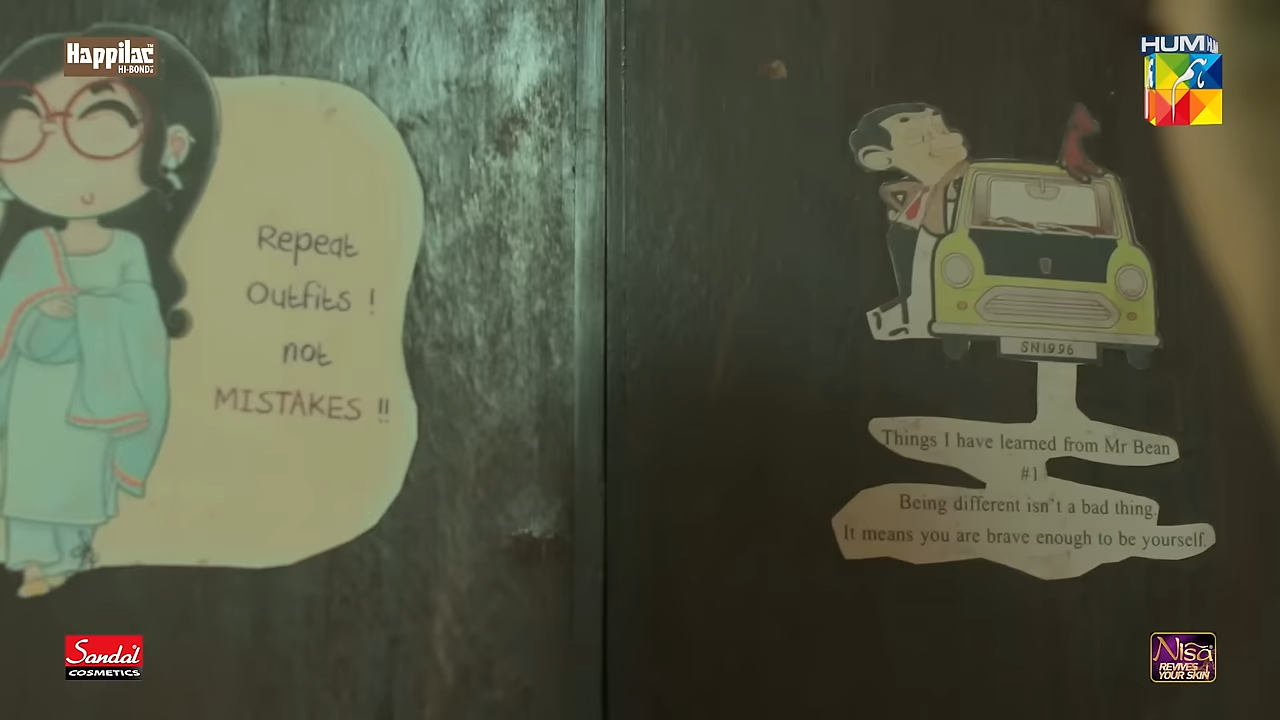 Happilac
HI-BOND
HUM
Repeat
Outfits !
not
MISTAKES !!
SN1996
Things I have learned from Mr Bean
#1
Being different isn't a bad thing.
It means you are brave enough to be yourself.
Sandal
COSMETICS
Nisa
REVIVES
YOUR SKIN